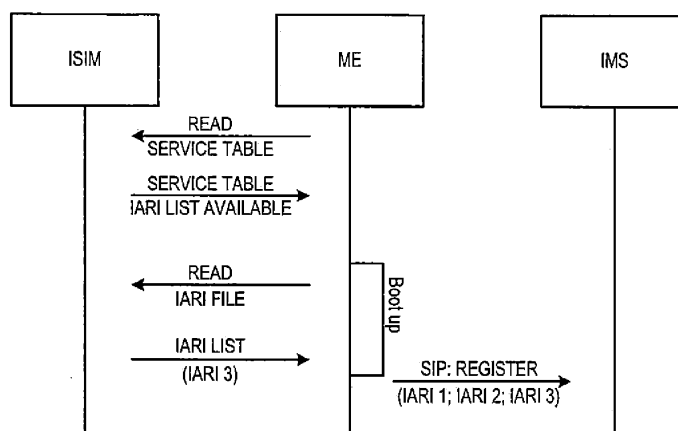 ISIM
ME
IMS
READ
SERVICE TABLE
SERVICE TABLE
IARI LIST AVAILABLE
READ
IARI FILE
Boot up
IARI LIST
(IARI 3)
SIP: REGISTER
(IARI 1; IARI 2; IARI 3)